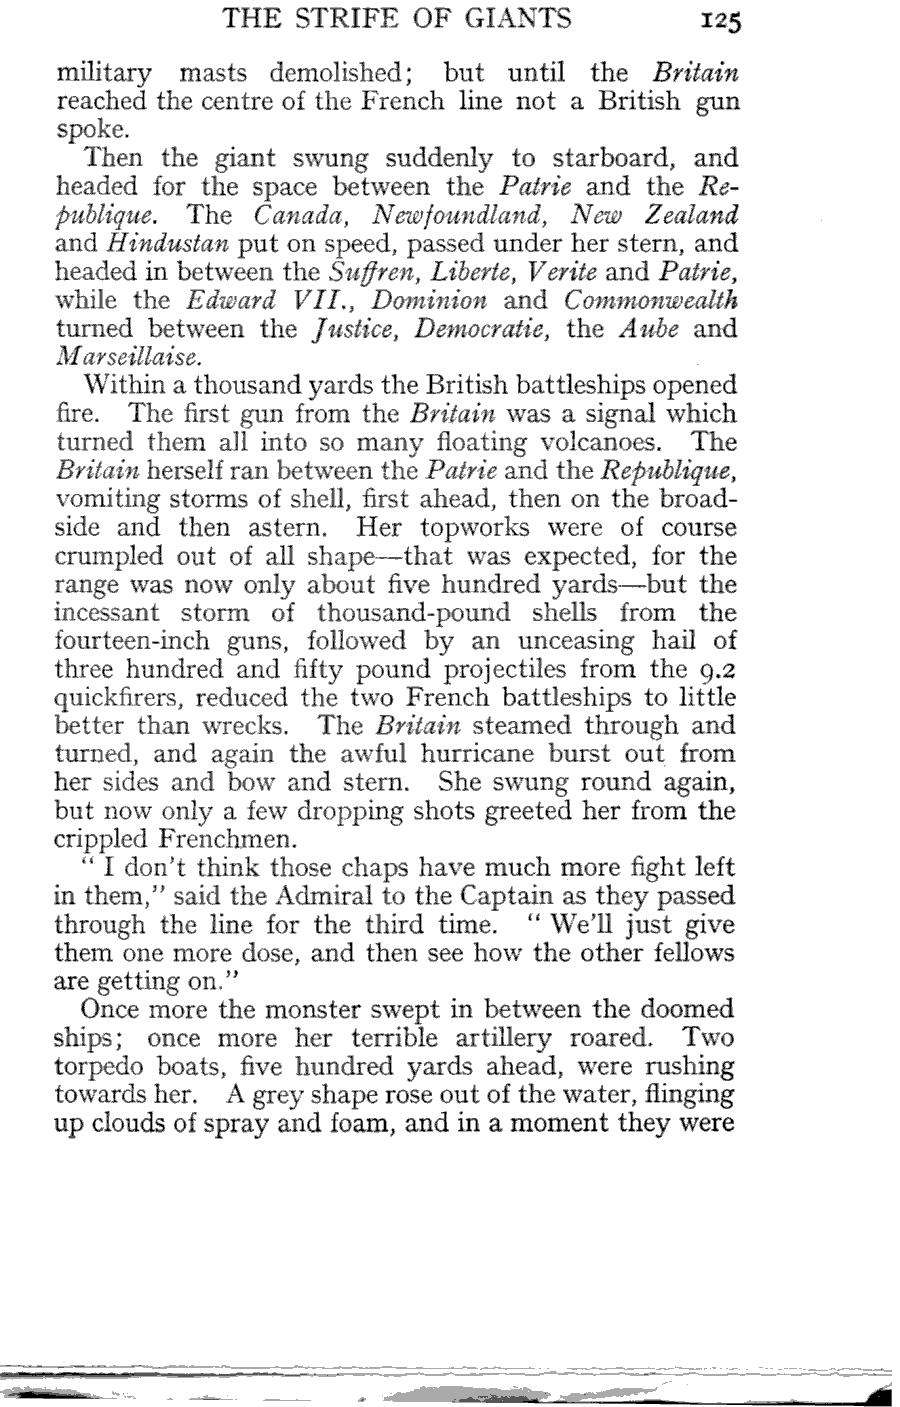 THE STRIFE OF GIANTS 125
military masts demolished; but until the Britain
reached the centre of the French line not a British gun
spoke.
Then the giant swung suddenly to starboard, and
headed for the space between the Patrie and the Re-
publique. The Canada, Newfoundland, New Zealand
and Hindustan put on speed, passed under her stern, and
headed in between the Suffren, Liberte, Verite and Patrie,
while the Edward VII., Dominion and Commonwealth
turned between the Justice, Democratie, the Aube and
Marseillaise.
Within a thousand yards the British battleships opened
fire. The first gun from the Britain was a signal which
turned them all into so many floating volcanoes. The
Britain herself ran between the Patrie and the Republique,
vomiting storms of shell, first ahead, then on the broad-
side and then astern. Her topworks were of course
crumpled out of all shape—that was expected, for the
range was now only about five hundred yards—but the
incessant storm of thousand-pound shells from the
fourteen-inch guns, followed by an unceasing hail of
three hundred and fifty pound projectiles from the 9.2
quickfirers, reduced the two French battleships to little
better than wrecks. The Britain steamed through and
turned, and again the awful hurricane burst out from
her sides and bow and stern. She swung round again,
but now only a few dropping shots greeted her from the
crippled Frenchmen.
“ I don't think those chaps have much more fight left
in them,” said the Admiral to the Captain as they passed
through the line for the third time. “ We'll just give
them one more dose, and then see how the other fellows
are getting on.”
Once more the monster swept in between the doomed
ships; once more her terrible artillery roared. Two
torpedo boats, five hundred yards ahead, were rushing
towards her. A grey shape rose out of the water, flinging
up clouds of spray and foam, and in a moment they were